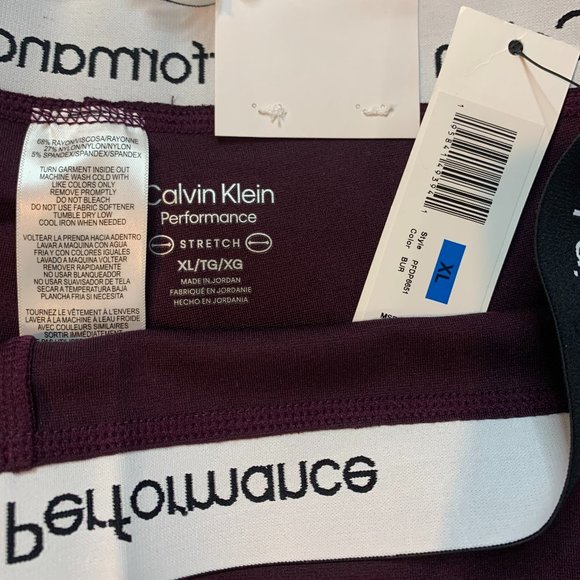 Performance
68% RAYON/VISCOSA/RAYONNE
27% NYLON/NYLON/NYLON
5% SPANDEX/SPANDEX/SPANDEX
TURN GARMENT INSIDE OUT
MACHINE WASH COLD WITH
LIKE COLORS ONLY
REMOVE PROMPTLY
DO NOT BLEACH
DO NOT USE FABRIC SOFTENER
TUMBLE DRY LOW
COOL IRON WHEN NEEDED
VOLTEAR LA PRENDA HACIA ADENTRO
LAVAR A MAQUINA CON AGUA
FRIA Y CON COLORES IGUALES
LAVADO A MAQUINA VOLTEAR
REMOVER RAPIDAMENTE
NO USAR BLANQUEADOR
NO USAR SUAVISADOR DE TELA
SECAR A TEMPERATURA BAJA
PLANCHA FRIA SI NECESITA
TOURNEZ LE VÊTEMENT À L'ENVERS
LAVER À LA MACHINE À L'EAU FROIDE
AVEC COULEURS SIMILAIRES
SORTIR IMMÉDIATEMENT
Calvin Klein
Performance
STRETCH
XL/TG/XG
MADE IN JORDAN
FABRIQUÉ EN JORDANIE
HECHO EN JORDANIA
Style PFDP8651
Color BUR
XL
Performance